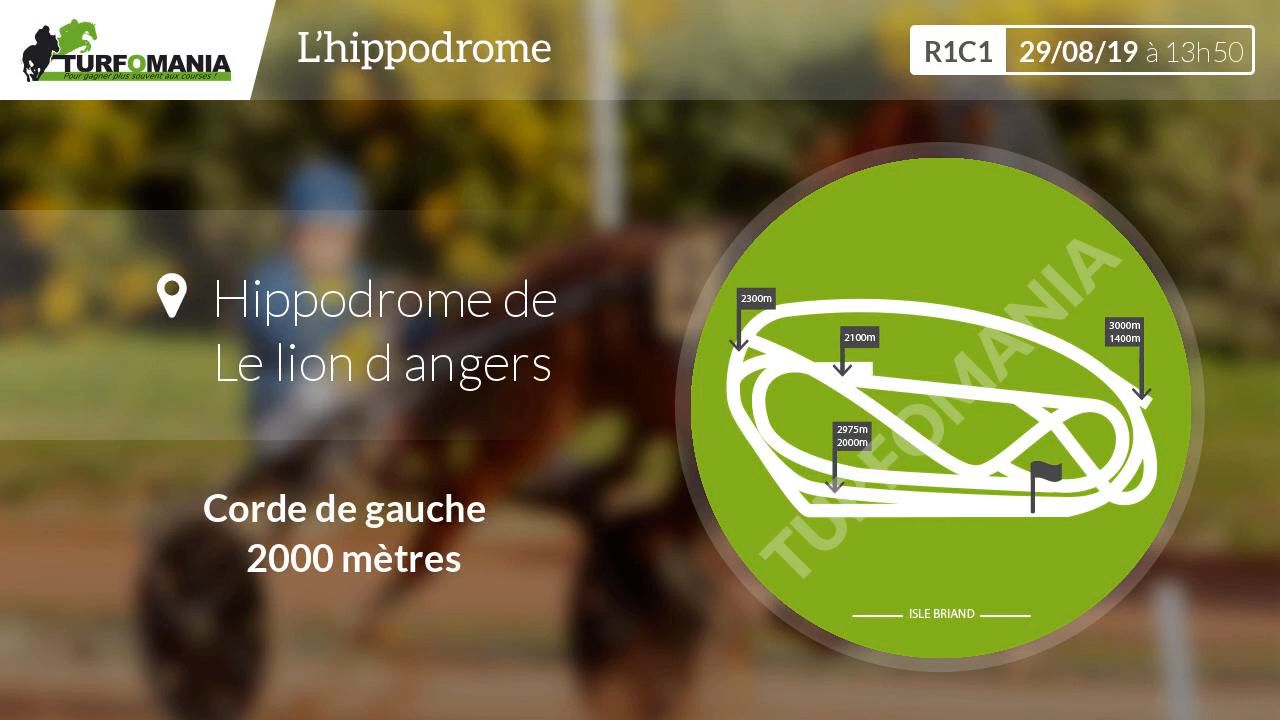 TURFOMANIA
Pour gagner plus souvent aux courses !
L'hippodrome
R1C1 29/08/19 à 13h50
Hippodrome de
Le lion d angers
Corde de gauche
2000 mètres
2300m
2100m
3000m
1400m
2975m
2000m
TURFOMANIA
ISLE BRIAND